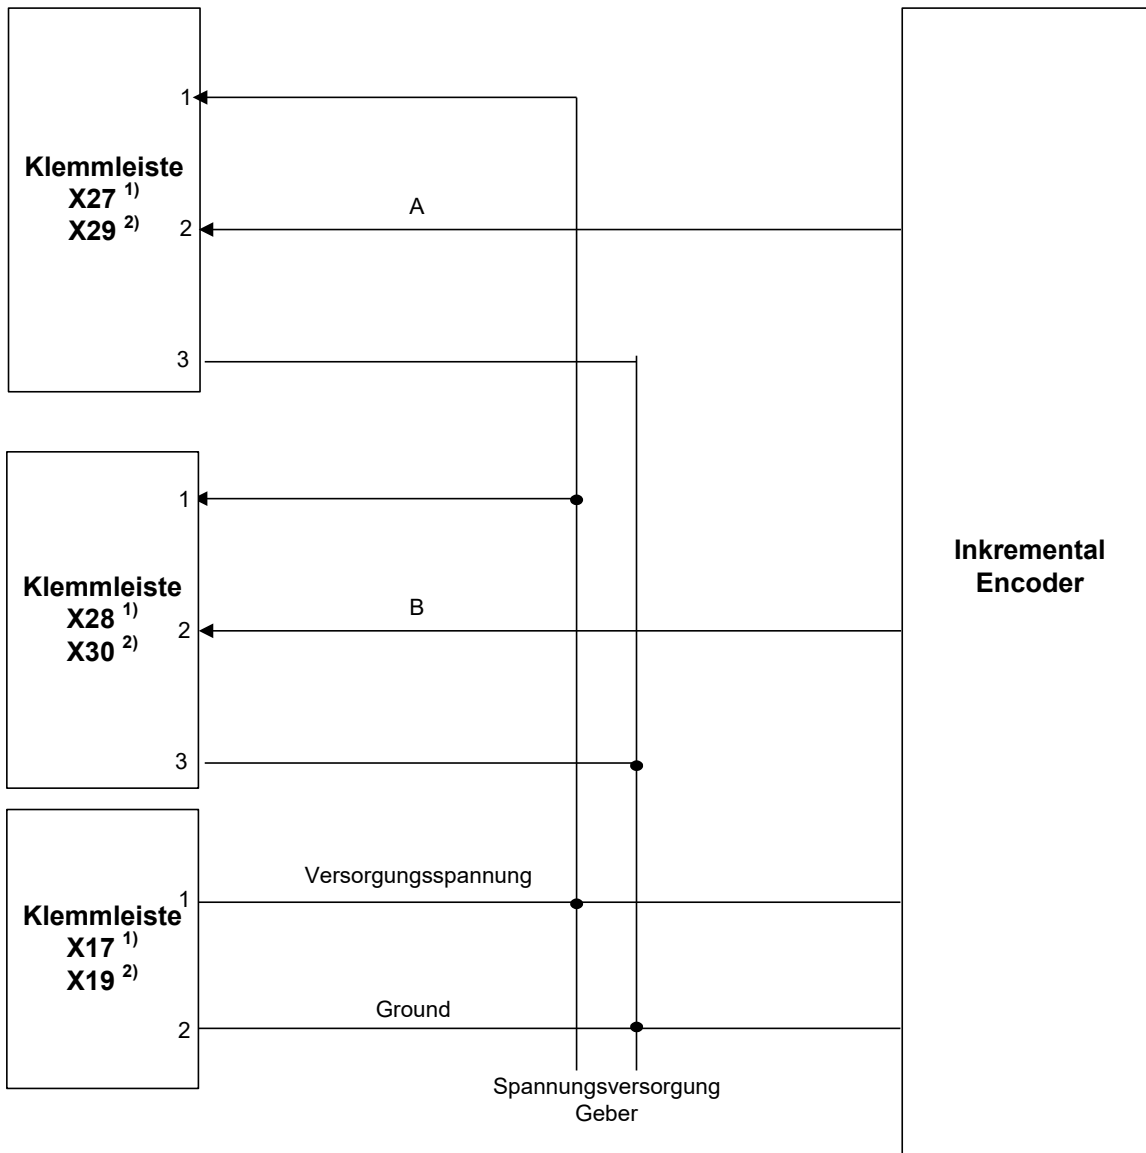 1
Klemmleiste
X27 1)
X29 2)
A
2
3
1
Klemmleiste
X28 1)
X30 2)
B
2
3
Inkremental
Encoder
Versorgungsspannung
1
Klemmleiste
X17 1)
X19 2)
Ground
2
Spannungsversorgung
Geber